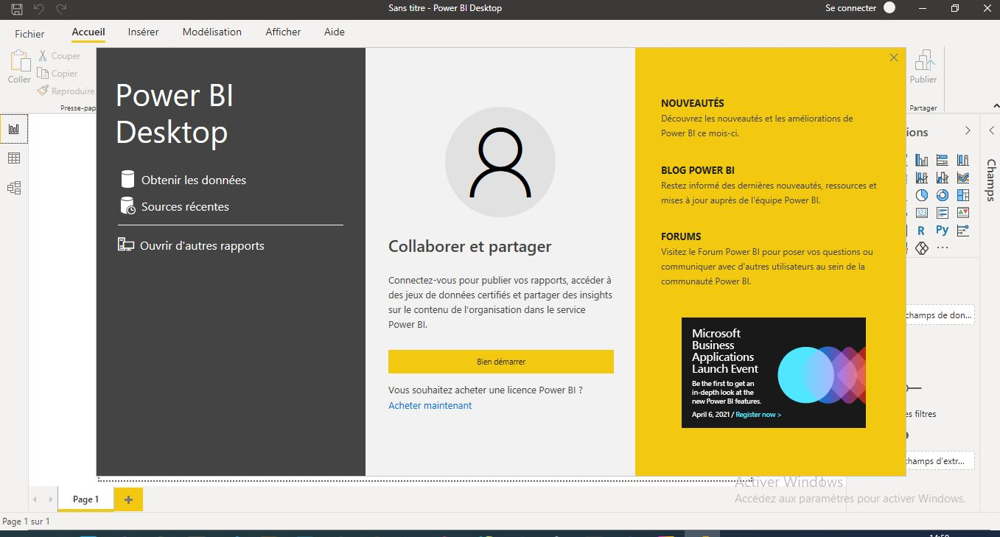 Sans titre - Power BI Desktop
Se connecter
Fichier
Accueil
Insérer
Modélisation
Afficher
Aide
Coller
Couper
Copier
Reproduire
Presse-pap
Publier
Partager
Power BI
Desktop
Obtenir les données
Sources récentes
Ouvrir d'autres rapports
Collaborer et partager
Connectez-vous pour publier vos rapports, accéder à
des jeux de données certifiés et partager des insights
sur le contenu de l'organisation dans le service
Power BI.
Bien démarrer
Vous souhaitez acheter une licence Power BI ?
Acheter maintenant
NOUVEAUTÉS
Découvrez les nouveautés et les améliorations de
Power BI ce mois-ci.
BLOG POWER BI
Restez informé des dernières nouveautés, ressources et
mises à jour auprès de l'équipe Power BI.
FORUMS
Visitez le Forum Power BI pour poser vos questions ou
communiquer avec d'autres utilisateurs au sein de la
communauté Power BI.
Microsoft
Business
Applications
Launch Event
Be the first to get an
in-depth look at the
new Power BI features.
April 6, 2021 / Register now >
ions
Champs
123
R
Py
champs de don...
es filtres
champs d'extr...
Activer Windows
Accédez aux paramètres pour activer Windows.
Page 1
Page 1 sur 1